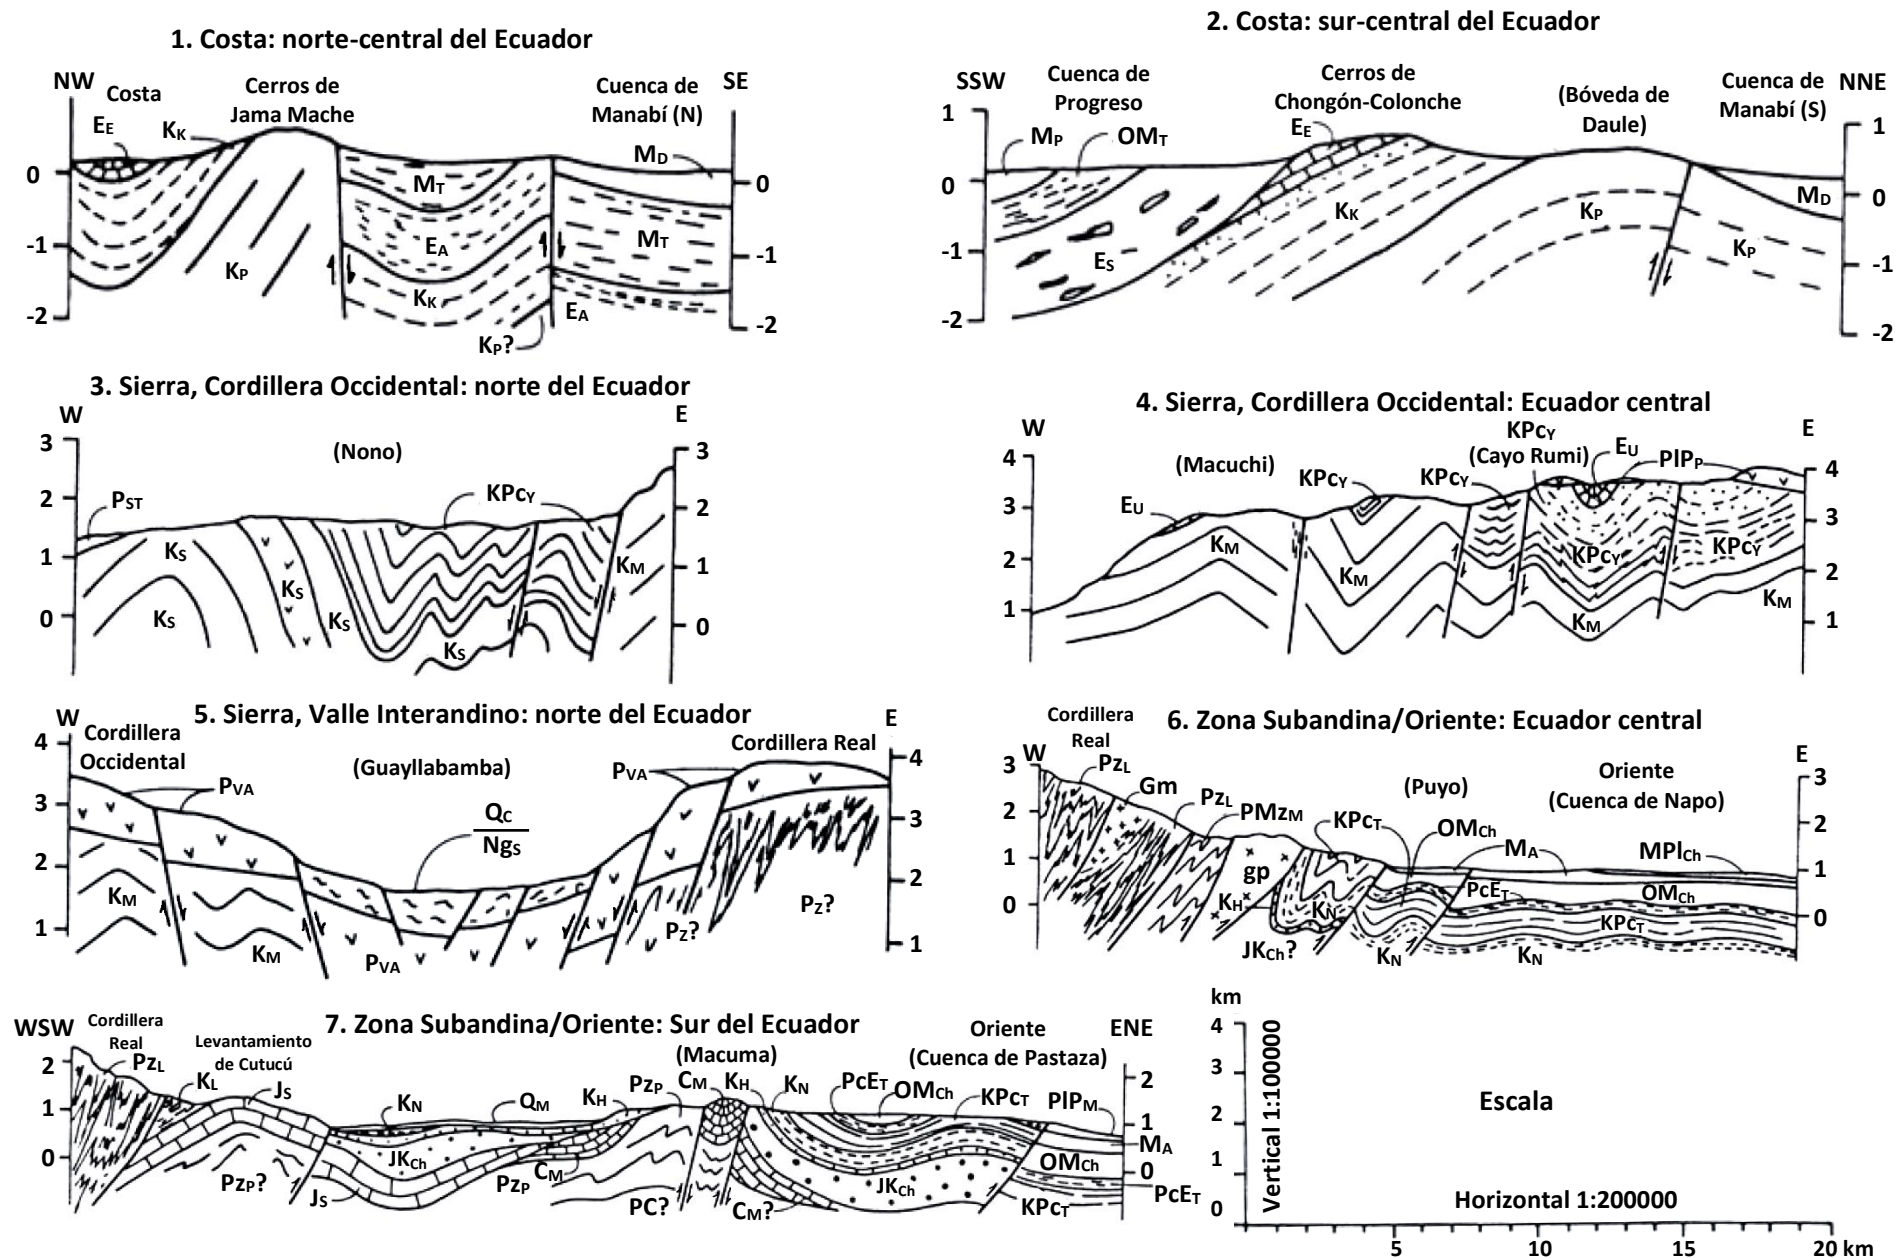 1. Costa: norte-central del Ecuador
NW
Costa
Cerros de
Jama Mache
Cuenca de
Manabí (N)
SE
EE
KK
MD
0
-1
-2
0
-1
-2
MT
EA
KK
KP
MT
EA
KP?
2. Costa: sur-central del Ecuador
SSW
Cuenca de
Progreso
Cerros de
Chongón-Colonche
(Bóveda de
Daule)
Cuenca de
Manabí (S)
NNE
1
0
-1
-2
1
0
-1
-2
MP
OMT
EE
ES
KK
KP
KP
MD
3. Sierra, Cordillera Occidental: norte del Ecuador
W
(Nono)
E
3
2
1
0
3
2
1
0
PST
KPcY
KS
KS
KS
KS
KS
KM
4. Sierra, Cordillera Occidental: Ecuador central
W
(Macuchi)
KPcY
KPcY
KPcY
(Cayo Rumi)
EU
PlPP
E
4
3
2
1
4
3
2
1
EU
KM
KM
KPcY
KM
KPcY
KM
5. Sierra, Valle Interandino: norte del Ecuador
W
Cordillera
Occidental
(Guayllabamba)
Cordillera Real
E
4
3
2
1
4
3
2
1
PVA
PVA
QC
NgS
KM
KM
PVA
PZ?
PZ?
6. Zona Subandina/Oriente: Ecuador central
Cordillera
Real
W
(Puyo)
Oriente
(Cuenca de Napo)
E
3
2
1
0
3
2
1
0
PzL
Gm
PzL
PMzM
KPcT
OMCh
MA
MPlCh
gp
KH
KN
JKCh?
KN
PcET
OMCh
KPcT
KN
7. Zona Subandina/Oriente: Sur del Ecuador
WSW
Cordillera
Real
Levantamiento
de Cutucú
(Macuma)
Oriente
(Cuenca de Pastaza)
ENE
2
1
0
2
1
0
PzL
KL
JS
KN
QM
KH
PzP
CM
KH
KN
PcET
OMCh
KPcT
PlPM
PzP?
JS
JKCh
PzP
CM
PC?
CM?
JKCh
KPcT
OMCh
MA
PcET
km
4
3
2
1
0
Vertical 1:100000
Escala
Horizontal 1:200000
5
10
15
20 km